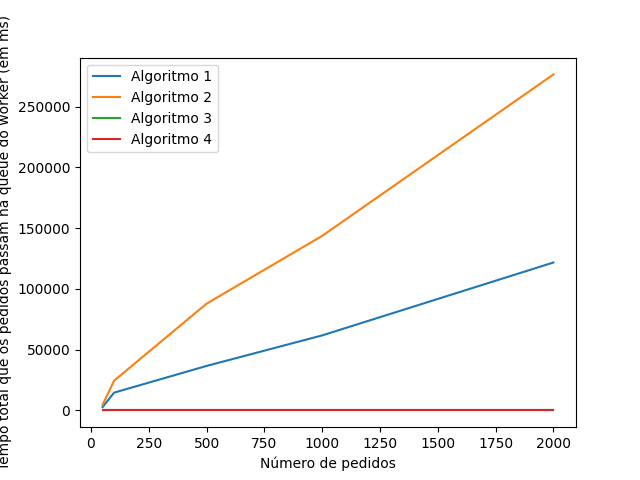 Tempo total que os pedidos passam na queue do worker (em ms)
Algoritmo 1
Algoritmo 2
Algoritmo 3
Algoritmo 4
250000
200000
150000
100000
50000
0
0 250 500 750 1000 1250 1500 1750 2000
Número de pedidos